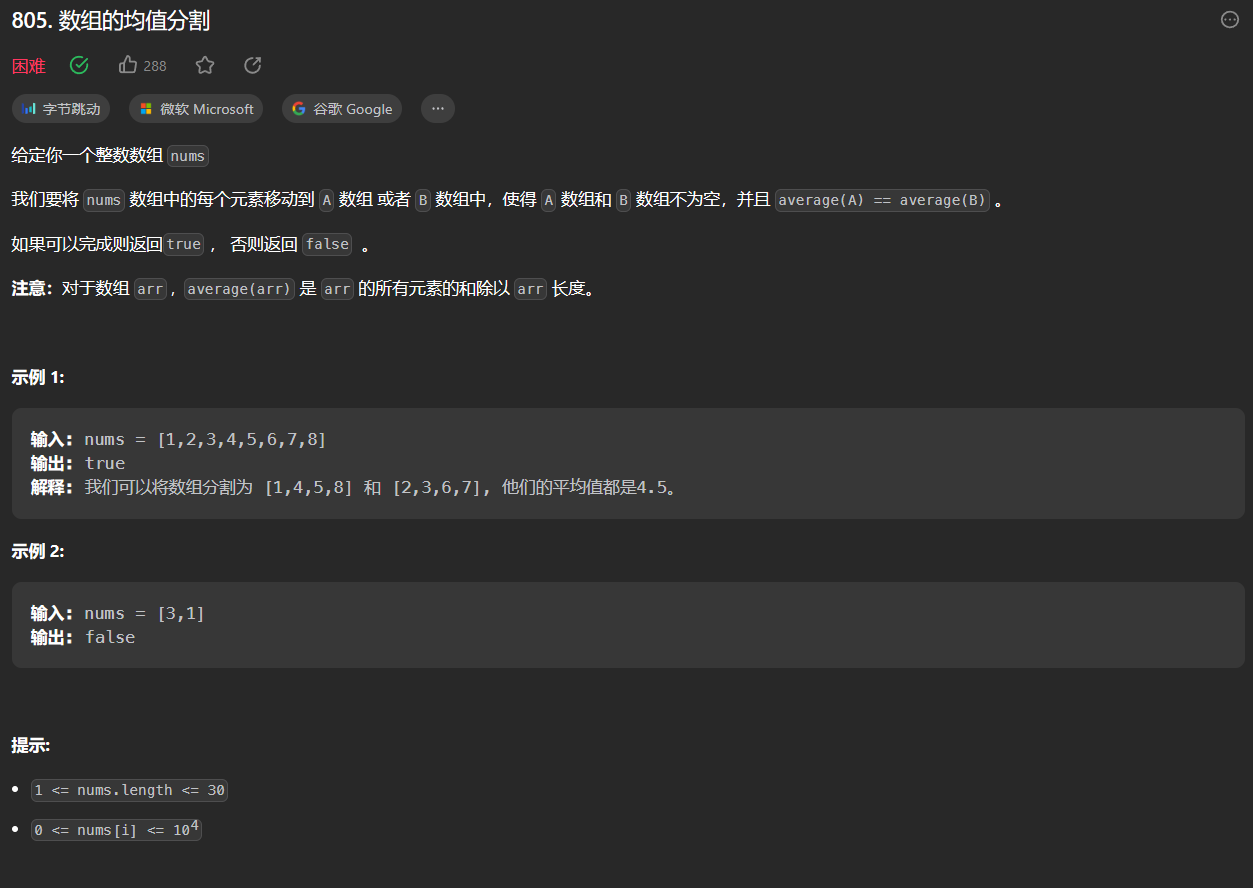 805. 数组的均值分割
困难 288
字节跳动 微软 Microsoft 谷歌 Google ...
给定你一个整数数组 nums
我们要将 nums 数组中的每个元素移动到 A 数组 或者 B 数组中，使得 A 数组和 B 数组不为空，并且 average(A) == average(B) 。
如果可以完成则返回true ， 否则返回 false 。
注意：对于数组 arr , average(arr) 是 arr 的所有元素的和除以 arr 长度。
示例 1:
输入： nums = [1,2,3,4,5,6,7,8]
输出： true
解释： 我们可以将数组分割为 [1,4,5,8] 和 [2,3,6,7], 他们的平均值都是4.5。
示例 2:
输入： nums = [3,1]
输出： false
提示:
• 1 <= nums.length <= 30
• 0 <= nums[i] <= 10⁴